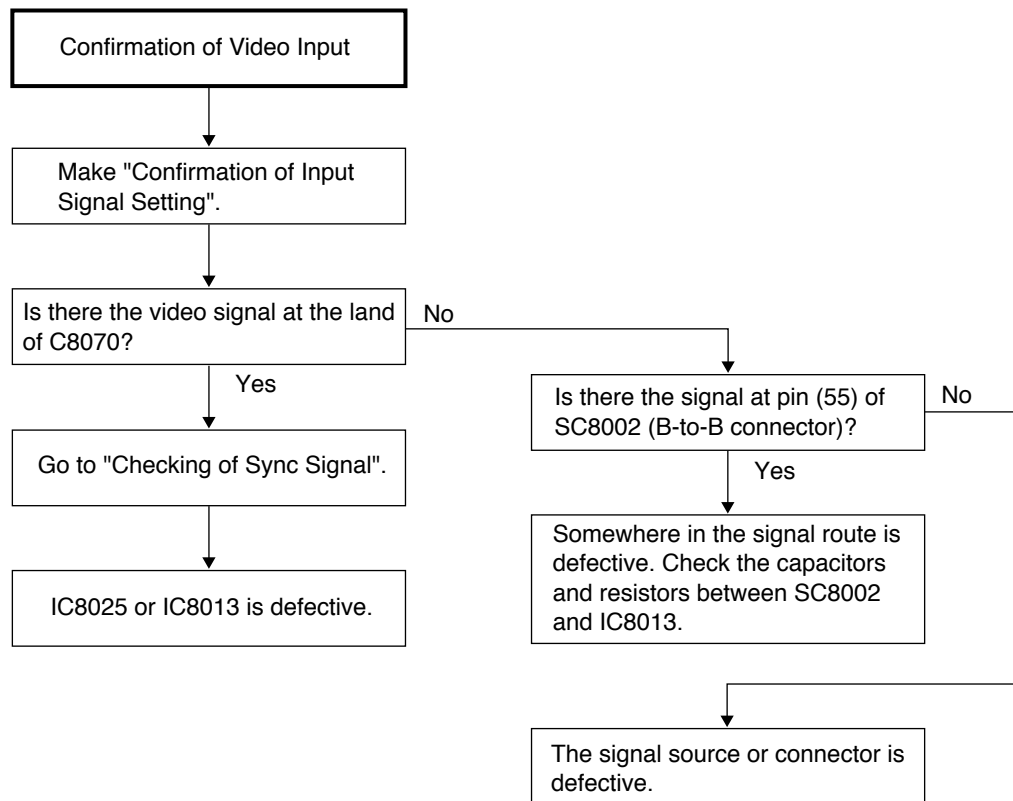 Confirmation of Video Input
Make "Confirmation of Input
Signal Setting".
Is there the video signal at the land
of C8070?
No
Yes
Is there the signal at pin (55) of
SC8002 (B-to-B connector)?
No
Yes
Go to "Checking of Sync Signal".
Somewhere in the signal route is
defective. Check the capacitors
and resistors between SC8002
and IC8013.
IC8025 or IC8013 is defective.
The signal source or connector is
defective.